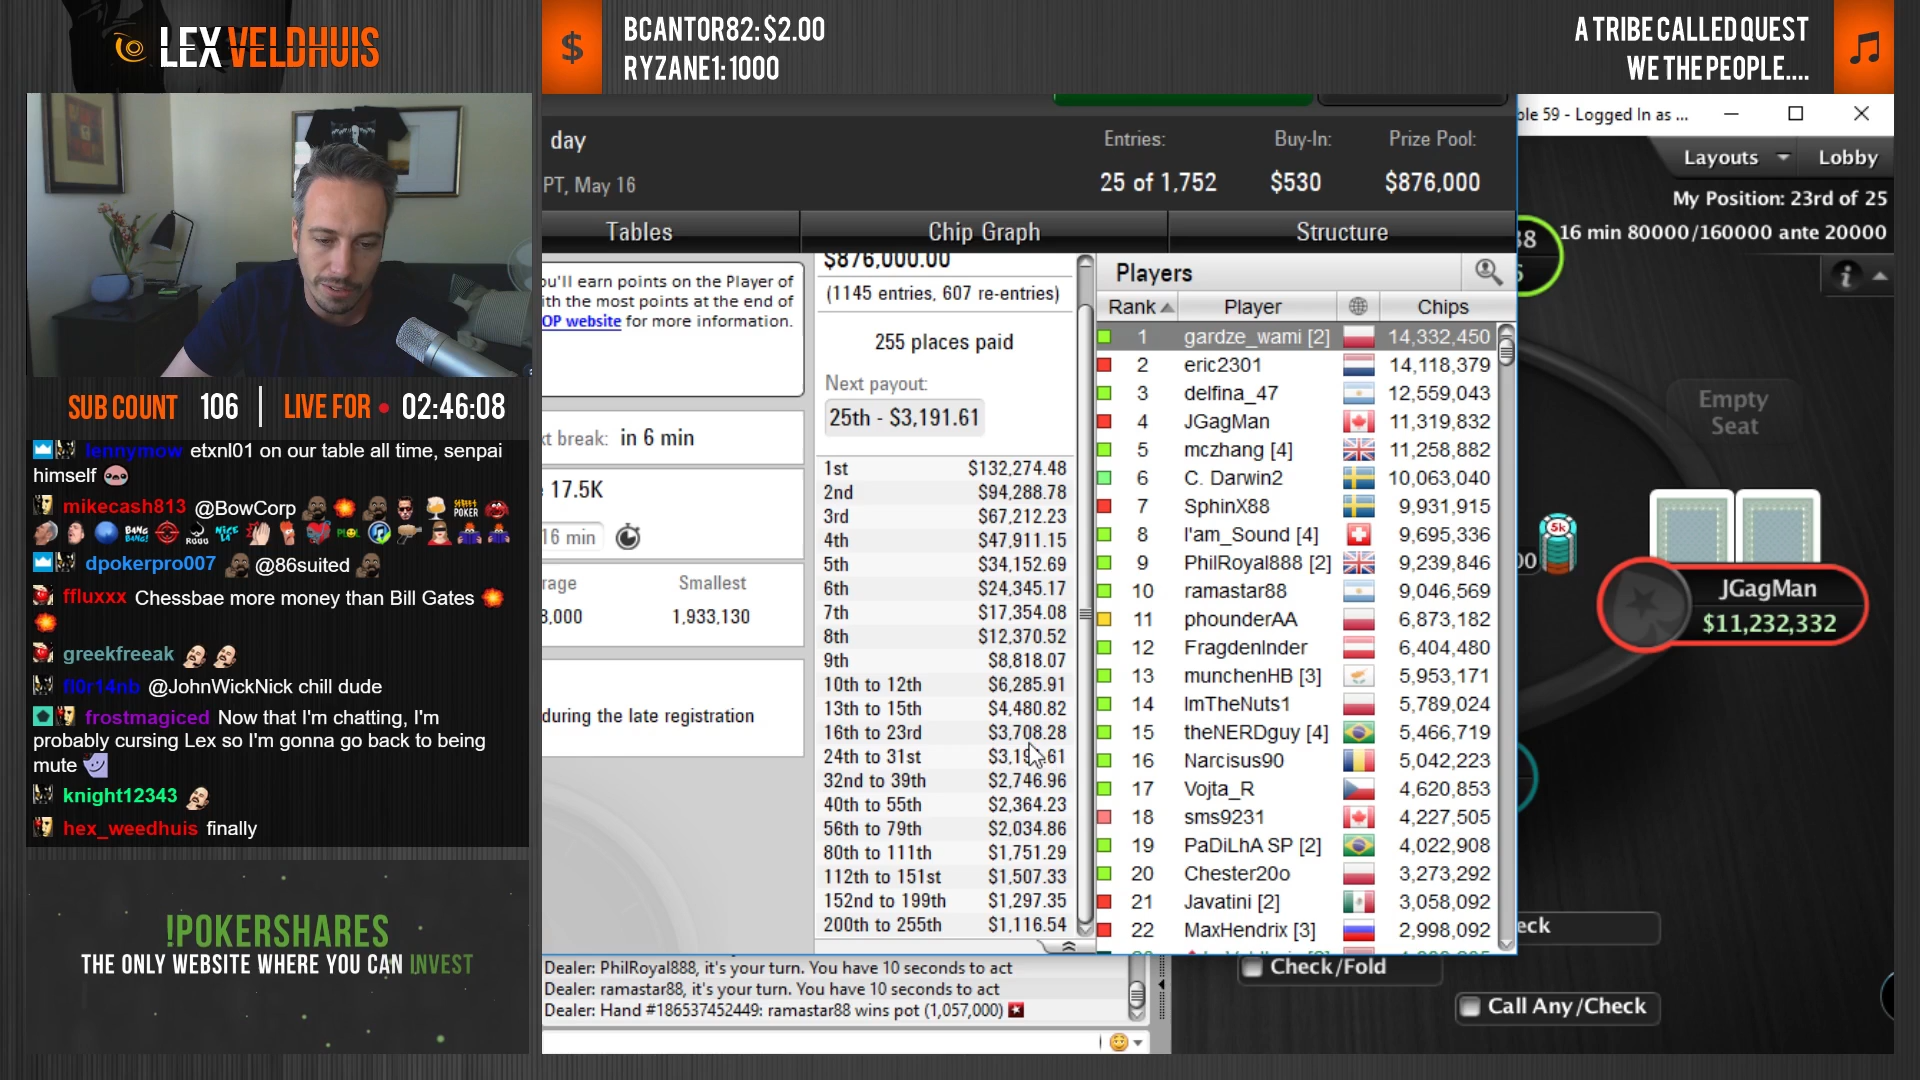 LEX VELDHUIS
$
BCANTOR82: $2.00
RYZANE1: 1000
A TRIBE CALLED QUEST
WE THE PEOPLE....
SUB COUNT 106 | LIVE FOR 02:46:08
lennymow etxnl01 on our table all time, senpai
himself
mikecash813 @BowCorp
dpokerpro007 @86suited
ffluxxx Chessbae more money than Bill Gates
greekfreeak
fl0r14nb @JohnWickNick chill dude
frostmagiced Now that I'm chatting, I'm
probably cursing Lex so I'm gonna go back to being
mute
knight12343
hex_weedhuis finally
!POKERSHARES
THE ONLY WEBSITE WHERE YOU CAN INVEST
day
PT, May 16
Entries: Buy-In: Prize Pool:
25 of 1,752 $530 $876,000
Tables Chip Graph Structure
ou'll earn points on the Player of
ith the most points at the end of
OP website for more information.
xt break: in 6 min
17.5K
16 min
rage Smallest
8,000 1,933,130
during the late registration
$876,000.00
(1145 entries, 607 re-entries)
255 places paid
Next payout:
25th - $3,191.61
1st $132,274.48
2nd $94,288.78
3rd $67,212.23
4th $47,911.15
5th $34,152.69
6th $24,345.17
7th $17,354.08
8th $12,370.52
9th $8,818.07
10th to 12th $6,285.91
13th to 15th $4,480.82
16th to 23rd $3,708.28
24th to 31st $3,191.61
32nd to 39th $2,746.96
40th to 55th $2,364.23
56th to 79th $2,034.86
80th to 111th $1,751.29
112th to 151st $1,507.33
152nd to 199th $1,297.35
200th to 255th $1,116.54
Players
Rank Player Chips
1 gardze_wami [2] 14,332,450
2 eric2301 14,118,379
3 delfina_47 12,559,043
4 JGagMan 11,319,832
5 mczhang [4] 11,258,882
6 C. Darwin2 10,063,040
7 SphinX88 9,931,915
8 I'am_Sound [4] 9,695,336
9 PhilRoyal888 [2] 9,239,846
10 ramastar88 9,046,569
11 phounderAA 6,873,182
12 FragdenInder 6,404,480
13 munchenHB [3] 5,953,171
14 ImTheNuts1 5,789,024
15 theNERDguy [4] 5,466,719
16 Narcisus90 5,042,223
17 Vojta_R 4,620,853
18 sms9231 4,227,505
19 PaDiLhA SP [2] 4,022,908
20 Chester20o 3,273,292
21 Javatini [2] 3,058,092
22 MaxHendrix [3] 2,998,092
Dealer: PhilRoyal888, it's your turn. You have 10 seconds to act
Dealer: ramastar88, it's your turn. You have 10 seconds to act
Dealer: Hand #186537452449: ramastar88 wins pot (1,057,000)
ble 59 - Logged In as ...
Layouts Lobby
My Position: 23rd of 25
16 min 80000/160000 ante 20000
Empty
Seat
5k
JGagMan
$11,232,332
eck
Check/Fold
Call Any/Check